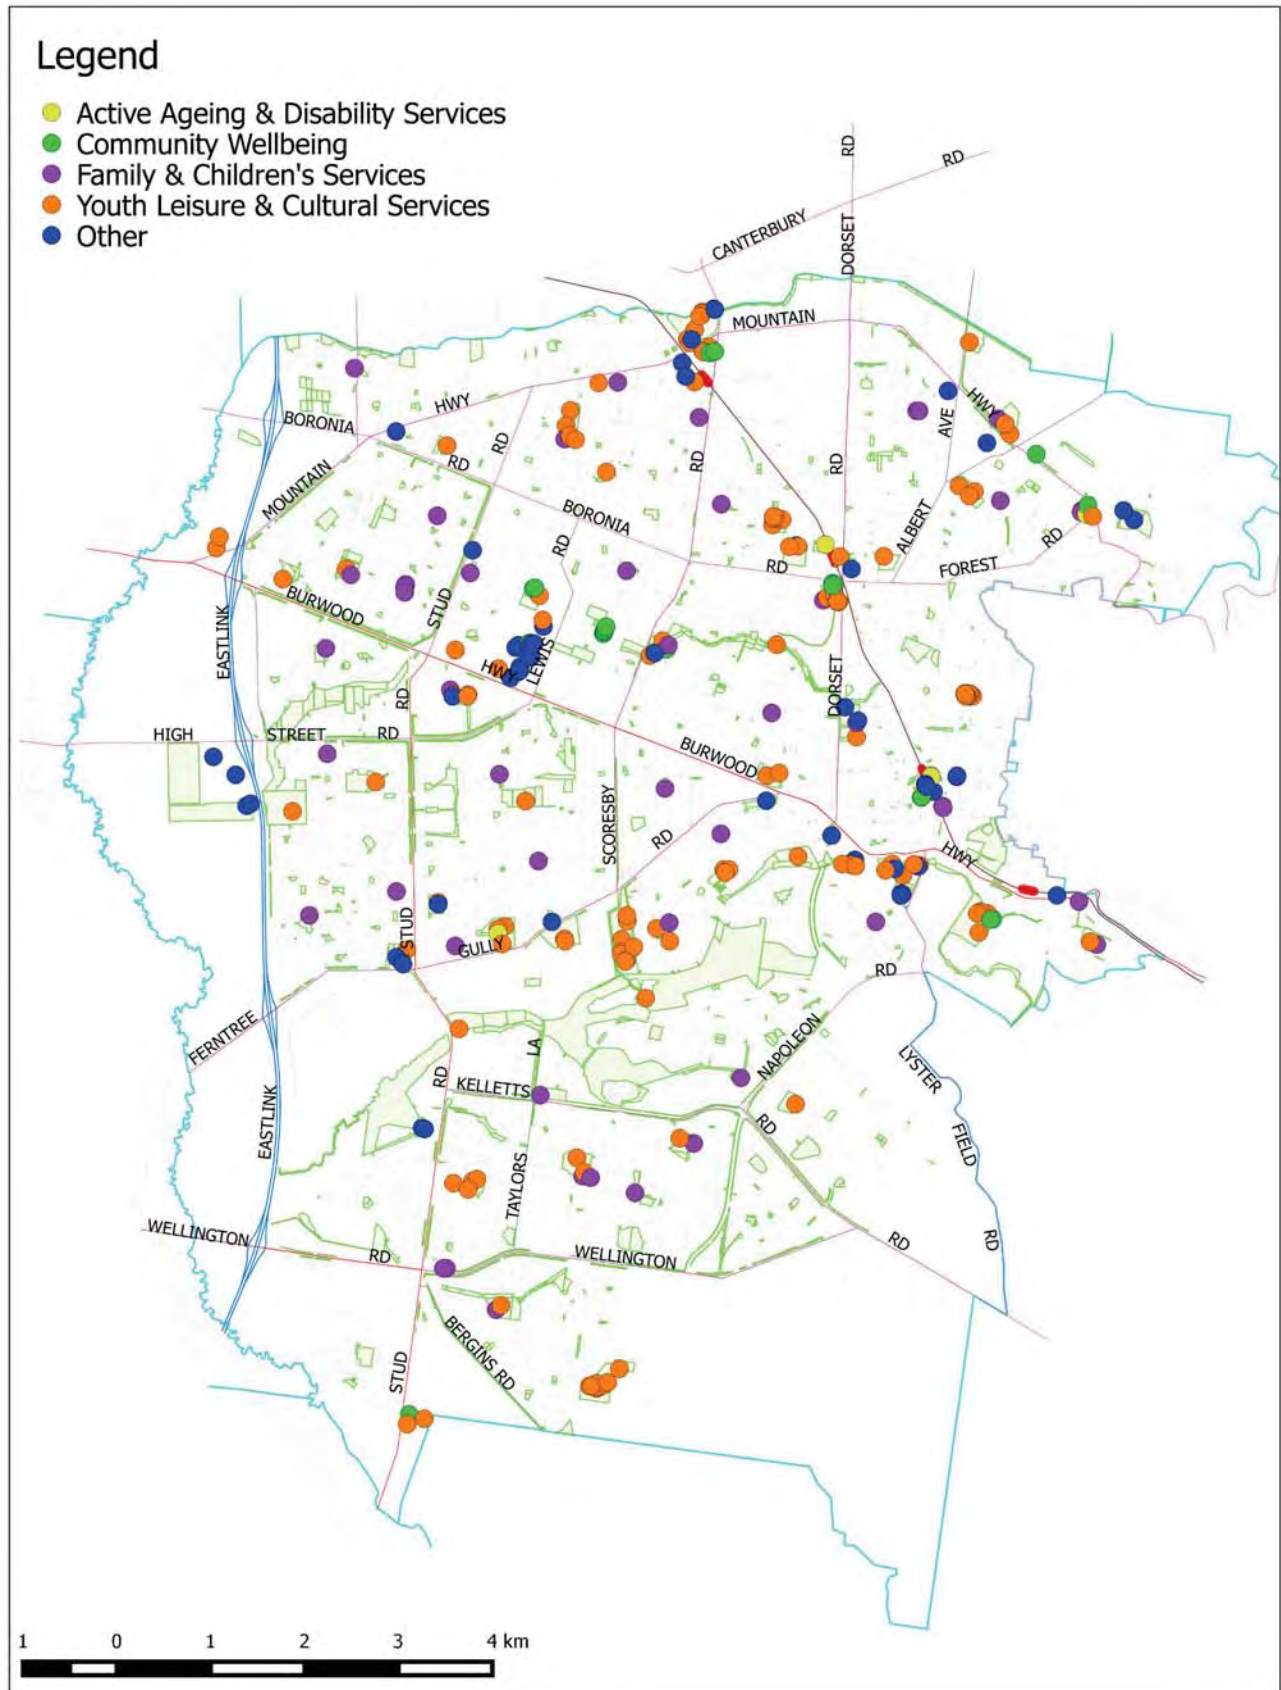 Legend
Active Ageing & Disability Services
Community Wellbeing
Family & Children's Services
Youth Leisure & Cultural Services
Other
RD
RD
CANTERBURY
DORSET
MOUNTAIN
HWY
BORONIA
HWY
AVE
RD
RD
RD
RD
MOUNTAIN
BORONIA
RD
ALBERT
RD
RD
FOREST
BURWOOD
STUD
EASTLINK
LEWIS
HWY
RD
DORSET
HIGH
STREET
RD
BURWOOD
SCORESBY
RD
HWY
STUD
GULLY
RD
FERNTREE
LA
NAPOLEON
LYSTER
RD
KELLETTS
RD
EASTLINK
FIELD
TAYLORS
WELLINGTON
RD
WELLINGTON
RD
RD
BERGINS RD
STUD
1 0 1 2 3 4 km